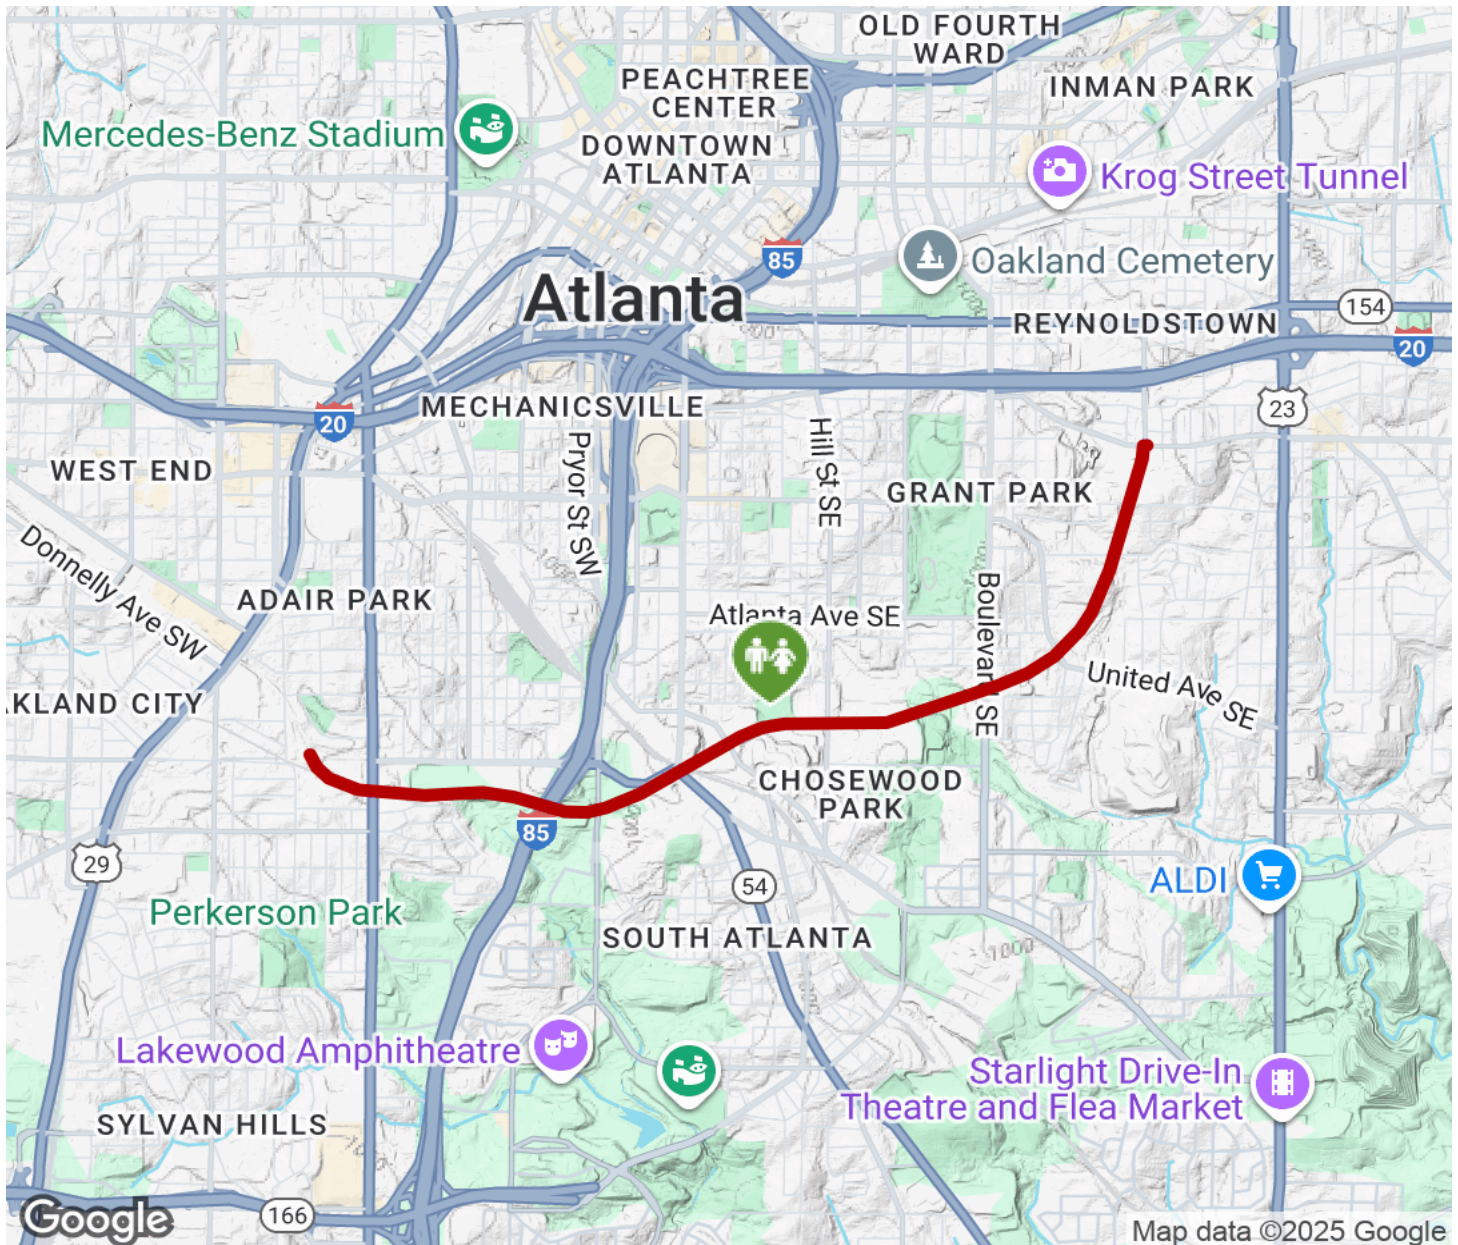 OLD FOURTH
WARD
PEACHTREE
CENTER
INMAN PARK
Mercedes-Benz Stadium
DOWNTOWN
ATLANTA
Krog Street Tunnel
85
Oakland Cemetery
Atlanta
154
REYNOLDSTOWN
20
20
MECHANICSVILLE
23
Pryor St SW
Hill St SE
WEST END
GRANT PARK
Donnelly Ave SW
ADAIR PARK
Atlanta Ave SE
Boulevard SE
United Ave SE
AKLAND CITY
CHOSEWOOD
PARK
85
29
54
ALDI
Perkerson Park
SOUTH ATLANTA
1000
Lakewood Amphitheatre
Starlight Drive-In
Theatre and Flea Market
SYLVAN HILLS
166
Google
Map data ©2025 Google